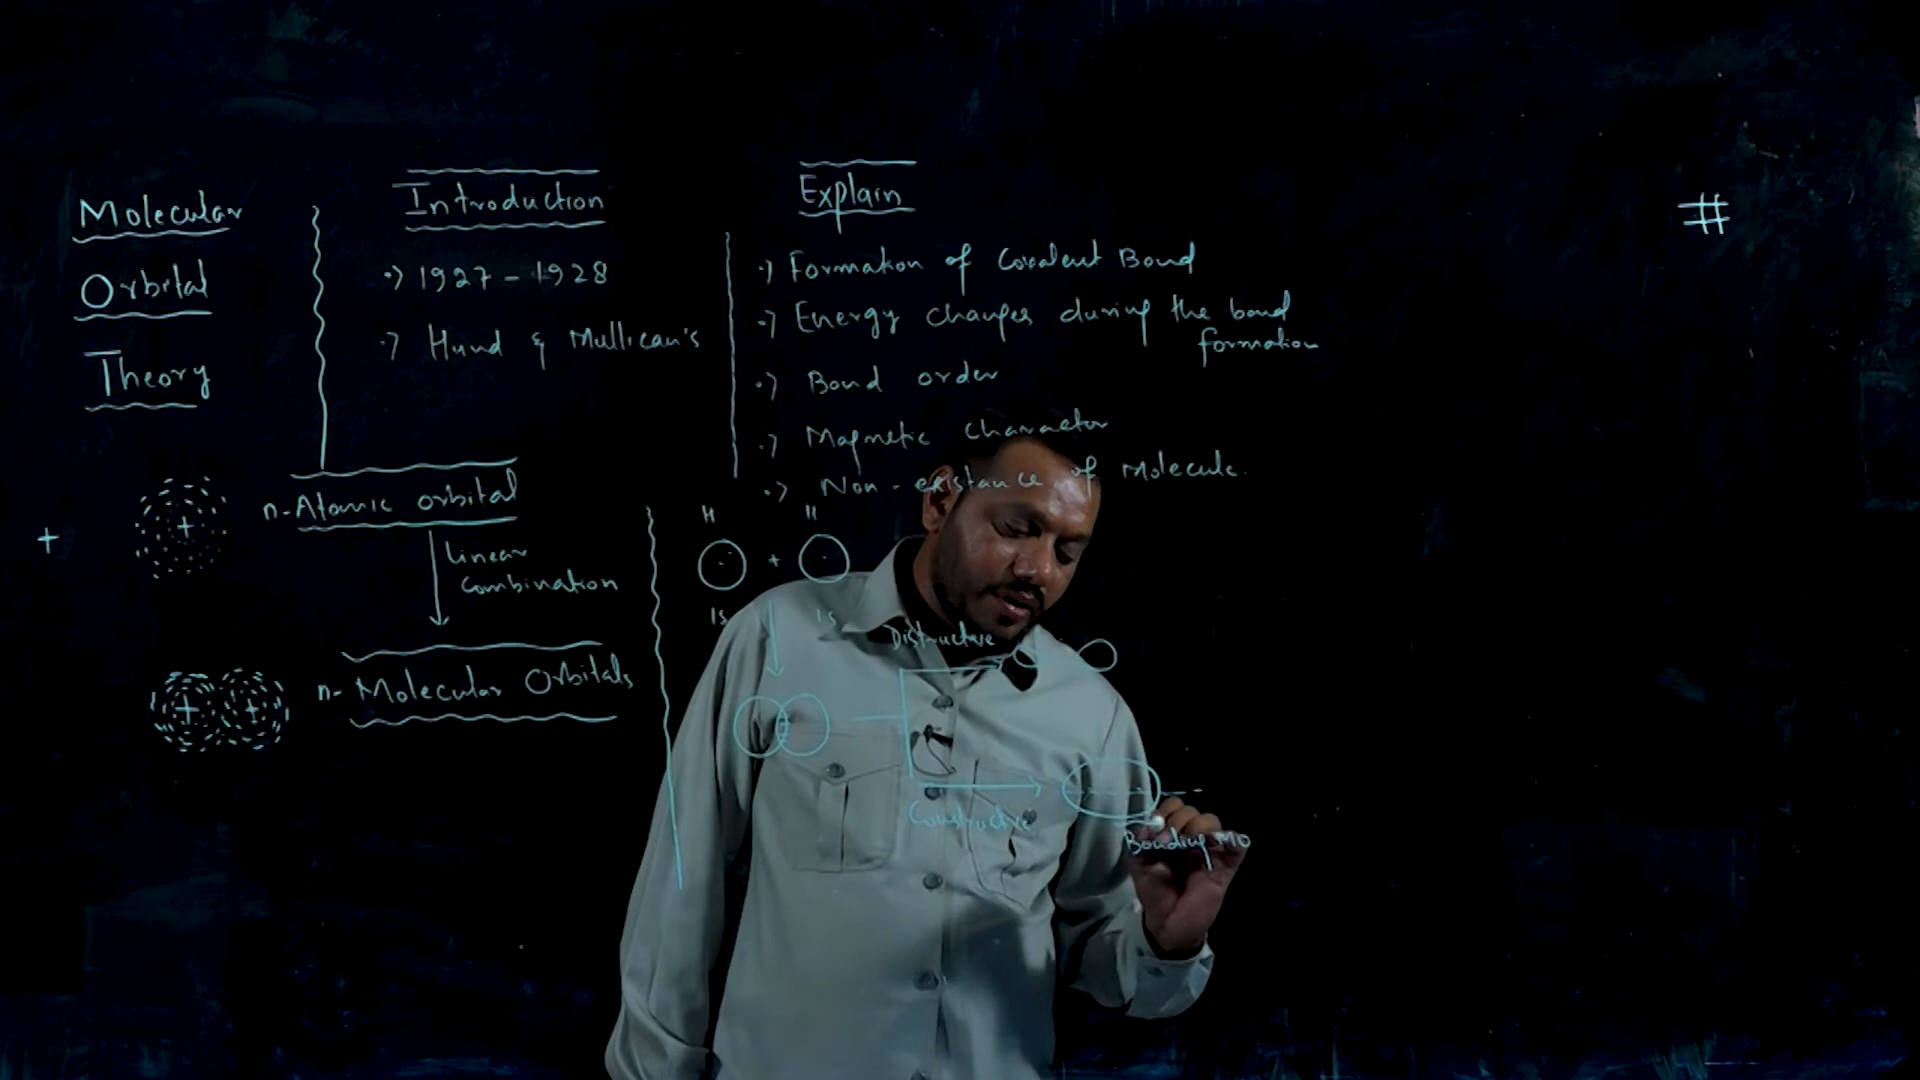 Molecular
Orbital
Theory
Introduction
·) 1927 - 1928
·) Hund & Mullican's
Explain
·) Formation of Covalent Bond
·) Energy changes during the bond
formation
·) Bond order
·) Magnetic Character
·) Non-existance of Molecule.
#
+
+
n-Atomic orbital
linear
combination
n-Molecular Orbitals
+ +
H H
+
1s 1s
Distructive
Constructive
Bonding MO